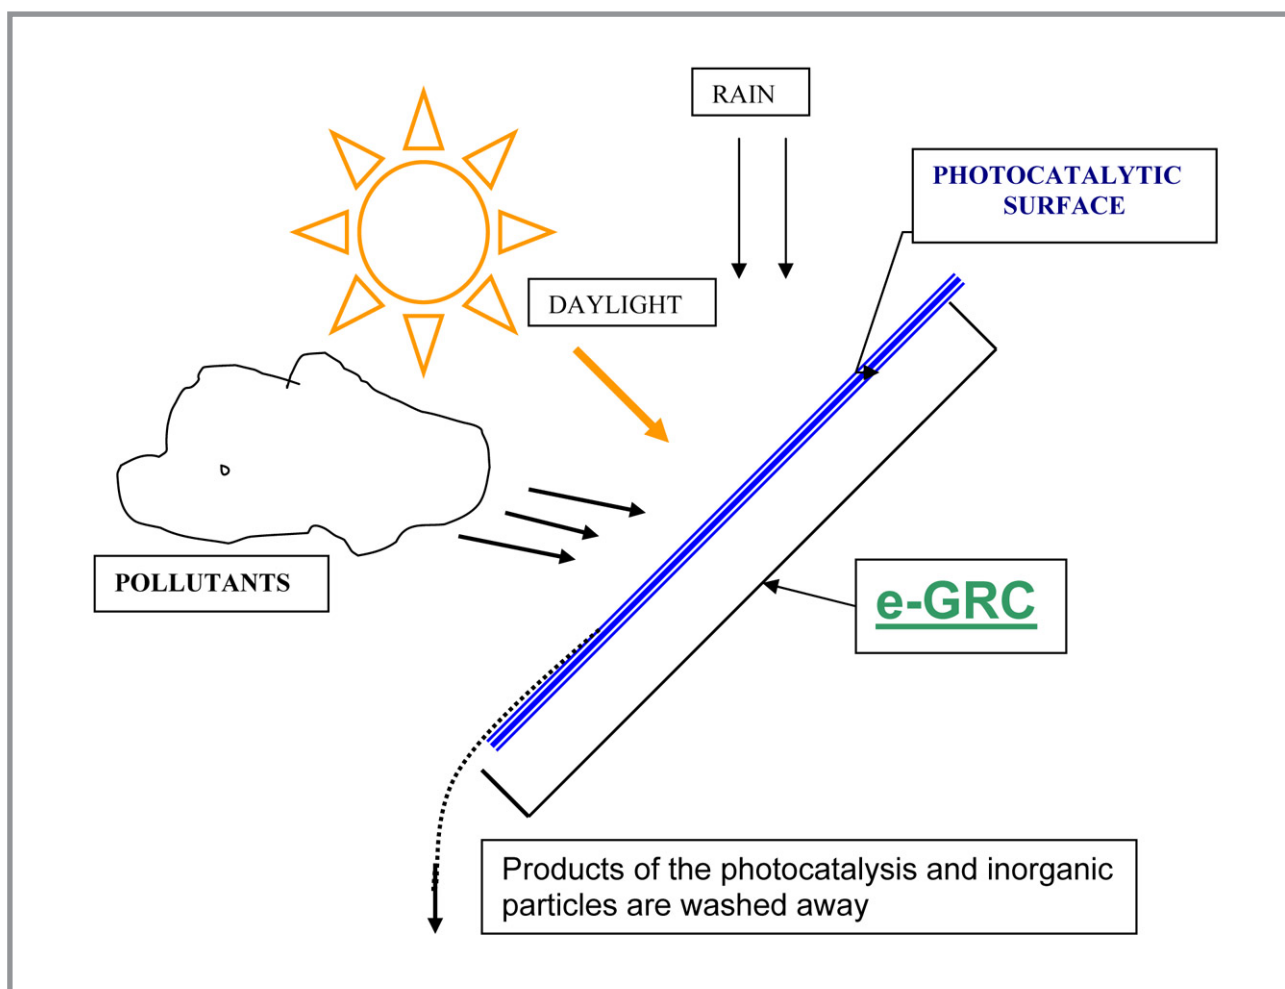 RAIN
PHOTOCATALYTIC
SURFACE
DAYLIGHT
POLLUTANTS
e-GRC
Products of the photocatalysis and inorganic
particles are washed away